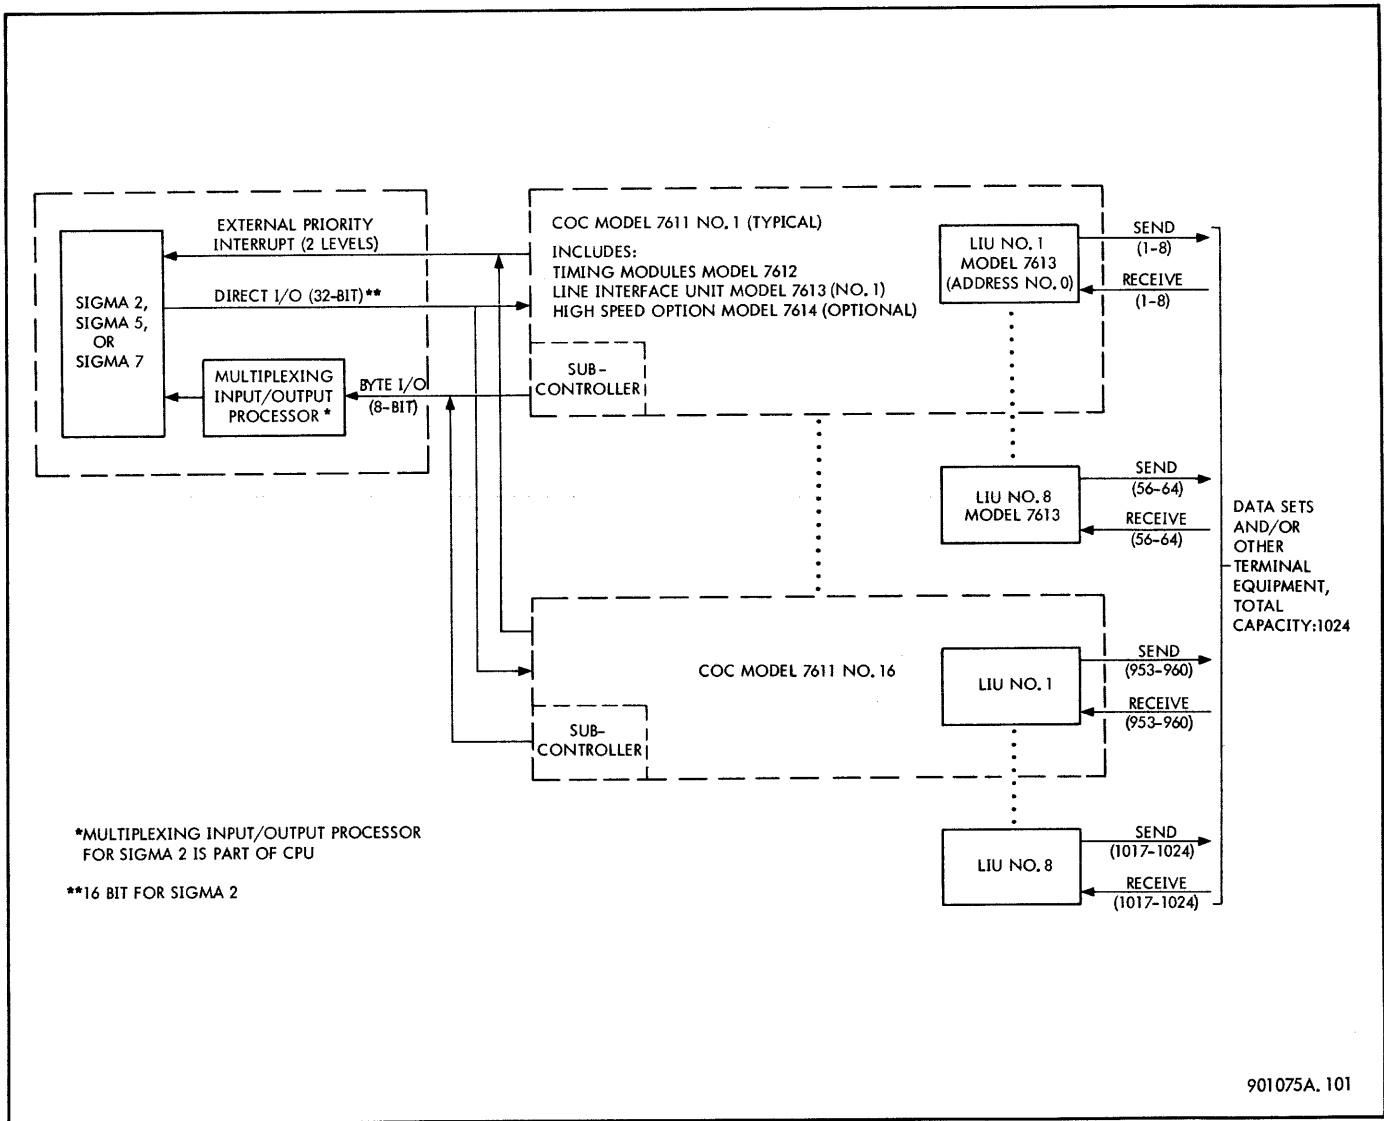 EXTERNAL PRIORITY
INTERRUPT (2 LEVELS)
DIRECT I/O (32-BIT)**
SIGMA 2,
SIGMA 5,
OR
SIGMA 7
MULTIPLEXING
INPUT/OUTPUT
PROCESSOR *
BYTE I/O
(8-BIT)
COC MODEL 7611 NO. 1 (TYPICAL)
INCLUDES:
TIMING MODULES MODEL 7612
LINE INTERFACE UNIT MODEL 7613 (NO. 1)
HIGH SPEED OPTION MODEL 7614 (OPTIONAL)
SUB-
CONTROLLER
LIU NO. 1
MODEL 7613
(ADDRESS NO. 0)
SEND
(1-8)
RECEIVE
(1-8)
LIU NO. 8
MODEL 7613
SEND
(56-64)
RECEIVE
(56-64)
DATA SETS
AND/OR
OTHER
TERMINAL
EQUIPMENT,
TOTAL
CAPACITY:1024
COC MODEL 7611 NO. 16
SUB-
CONTROLLER
LIU NO. 1
SEND
(953-960)
RECEIVE
(953-960)
LIU NO. 8
SEND
(1017-1024)
RECEIVE
(1017-1024)
*MULTIPLEXING INPUT/OUTPUT PROCESSOR
FOR SIGMA 2 IS PART OF CPU
**16 BIT FOR SIGMA 2
901075A. 101